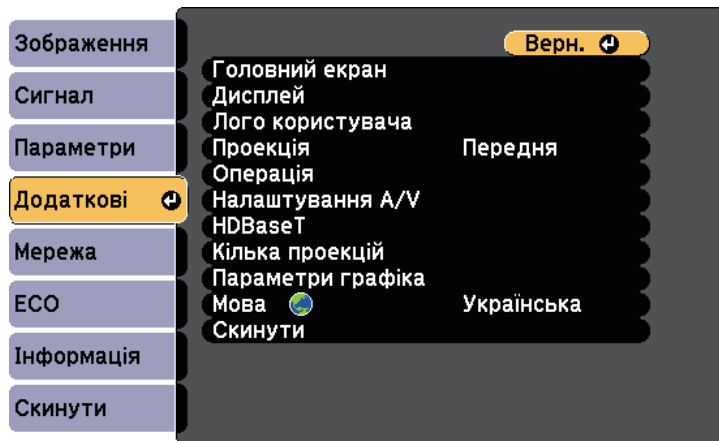 Зображення
Сигнал
Параметри
Додаткові
Мережа
ECO
Інформація
Скинути
Верн.
Головний екран
Дисплей
Лого користувача
Проекція Передня
Операція
Налаштування A/V
HDBaseT
Кілька проекцій
Параметри графіка
Мова Українська
Скинути